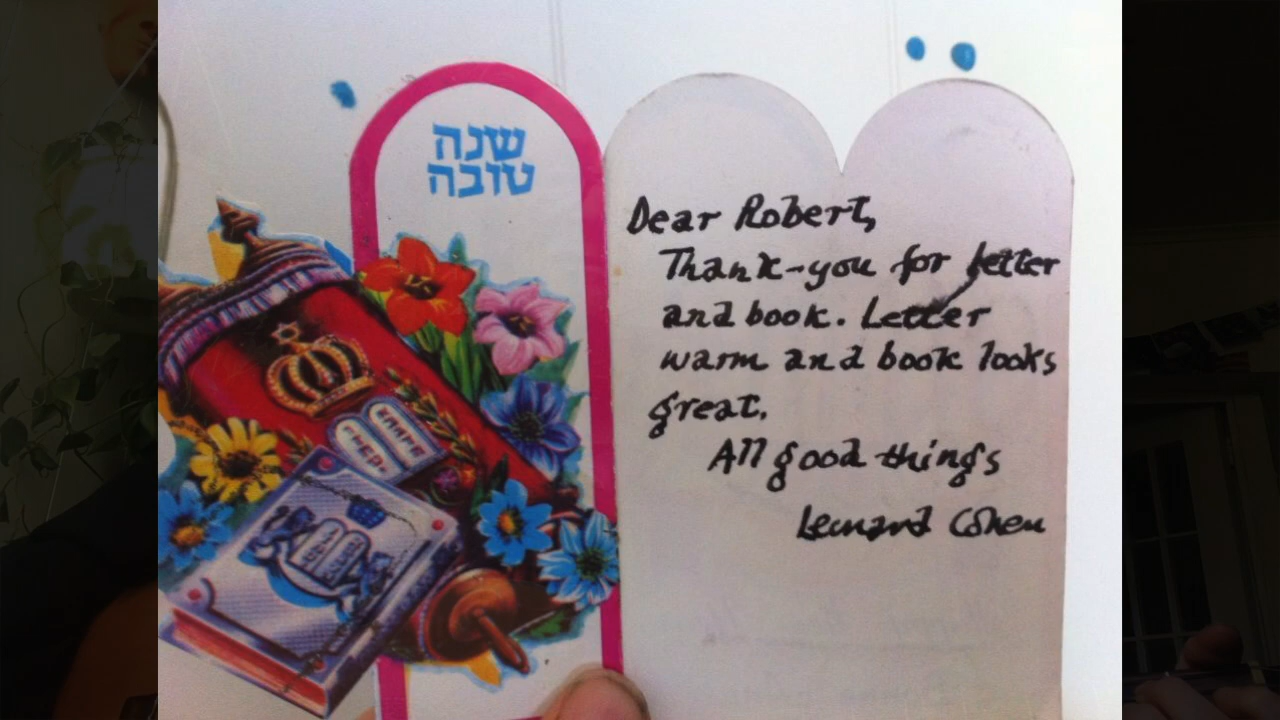 שנה
טובה
Dear Robert,
Thank-you for letter
and book. Letter
warm and book looks
great.
All good things
Leonard Cohen